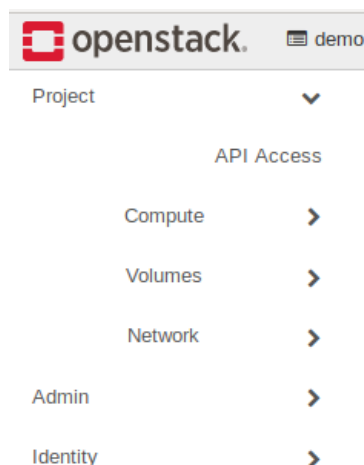 openstack. demo
Project
API Access
Compute
Volumes
Network
Admin
Identity